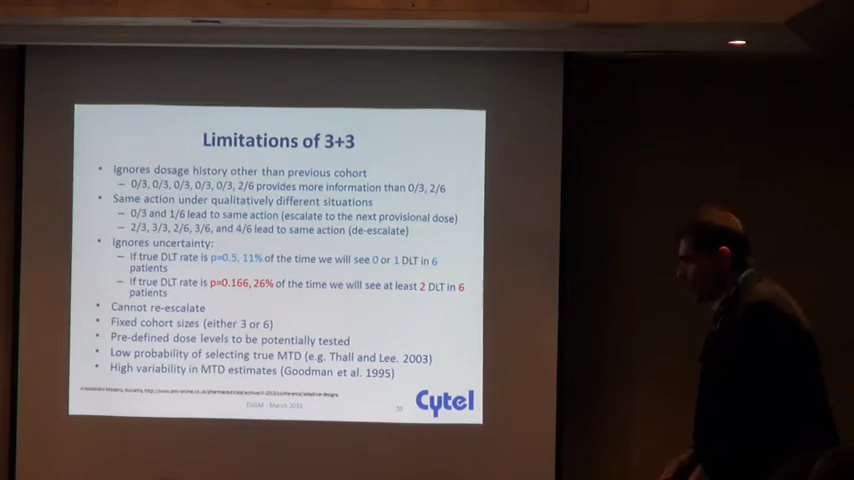 Limitations of 3+3
• Ignores dosage history other than previous cohort
– 0/3, 0/3, 0/3, 0/3, 0/3, 2/6 provides more information than 0/3, 2/6
• Same action under qualitatively different situations
– 0/3 and 1/6 lead to same action (escalate to the next provisional dose)
– 2/3, 3/3, 2/6, 3/6, and 4/6 lead to same action (de-escalate)
• Ignores uncertainty:
– If true DLT rate is p=0.5, 11% of the time we will see 0 or 1 DLT in 6
patients
– If true DLT rate is p=0.166, 26% of the time we will see at least 2 DLT in 6
patients
• Cannot re-escalate
• Fixed cohort sizes (either 3 or 6)
• Pre-defined dose levels to be potentially tested
• Low probability of selecting true MTD (e.g. Thall and Lee. 2003)
• High variability in MTD estimates (Goodman et al. 1995)
EUGM - March 2016
10
Cytel